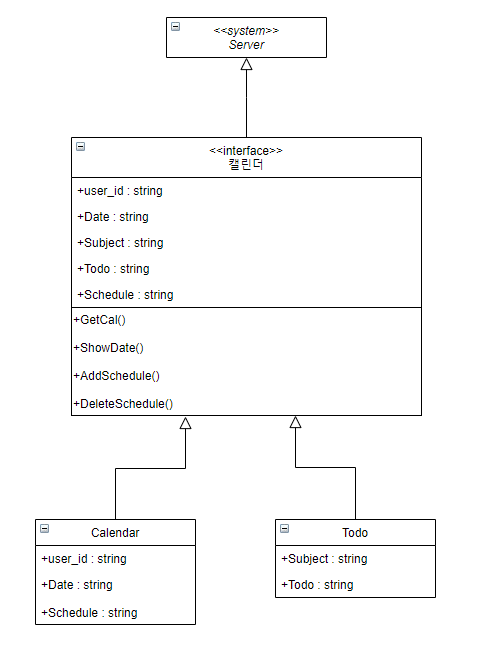 <<system>>
Server
<<interface>>
캘린더
+user_id : string
+Date : string
+Subject : string
+Todo : string
+Schedule : string
+GetCal()
+ShowDate()
+AddSchedule()
+DeleteSchedule()
Calendar
+user_id : string
+Date : string
+Schedule : string
Todo
+Subject : string
+Todo : string